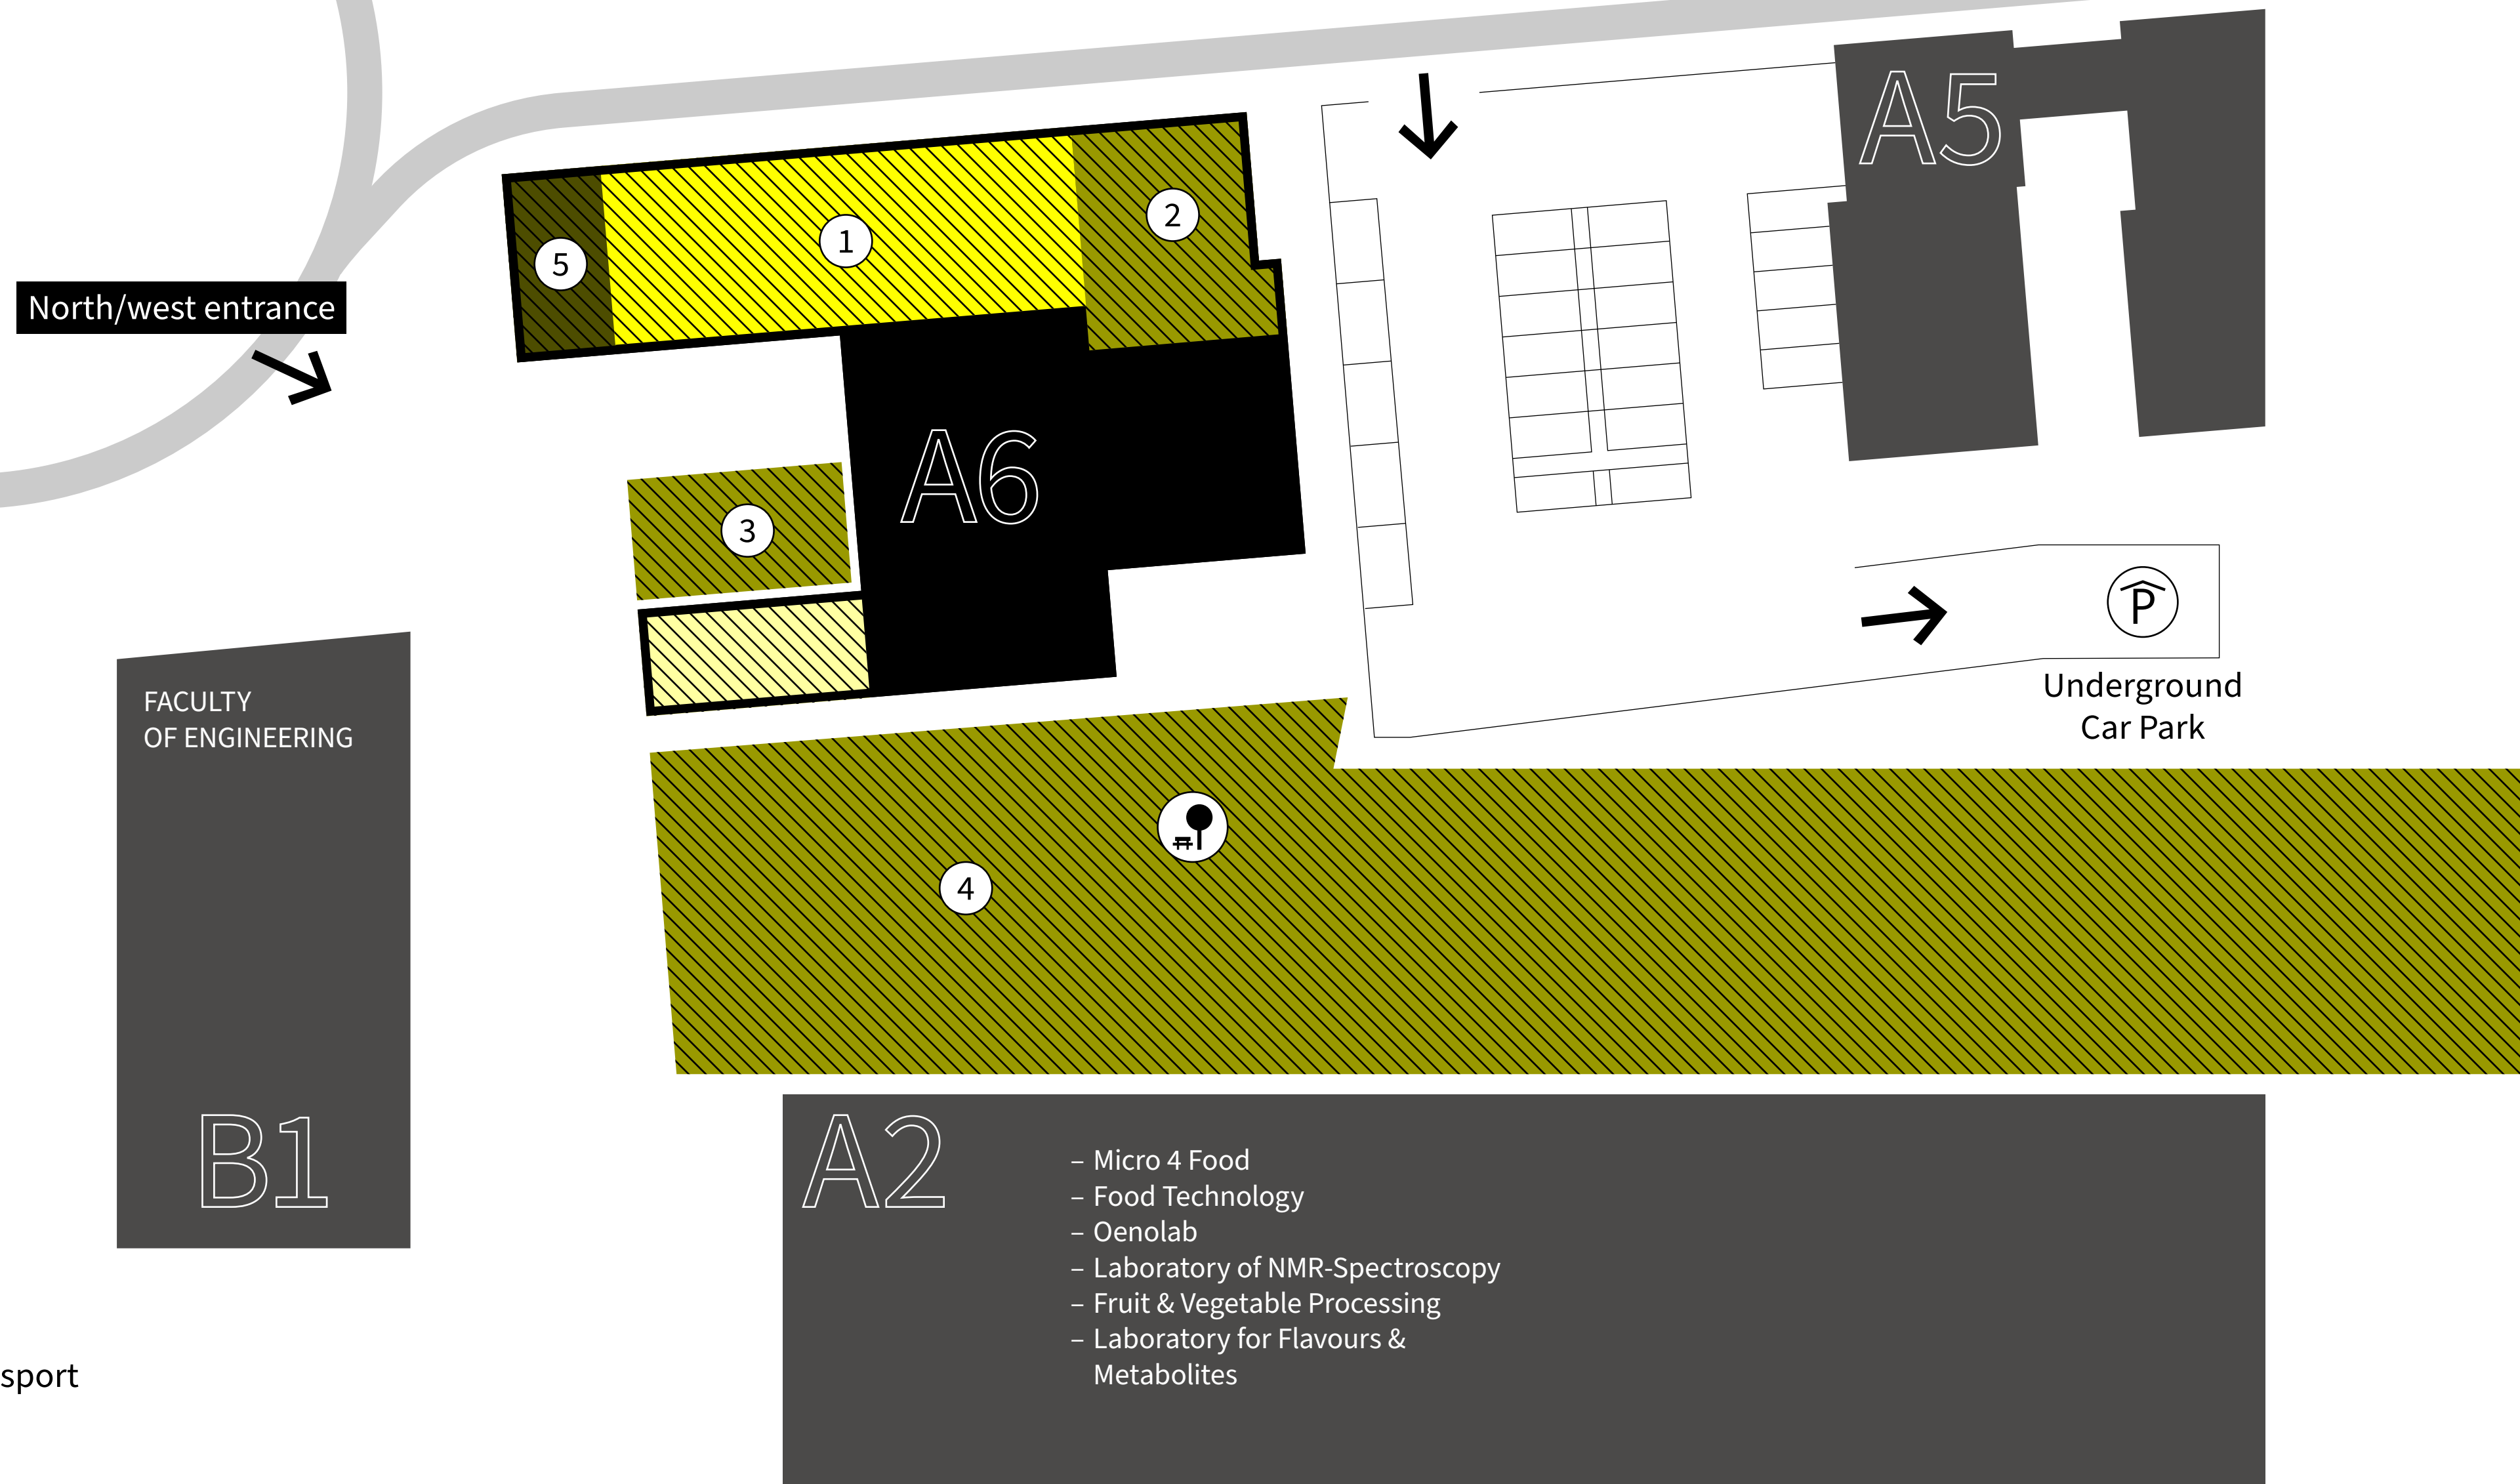 A5
2
1
5
North/west entrance
A6
3
P
Underground
Car Park
FACULTY
OF ENGINEERING
4
B1
A2
– Micro 4 Food
– Food Technology
– Oenolab
– Laboratory of NMR-Spectroscopy
– Fruit & Vegetable Processing
– Laboratory for Flavours &
Metabolites
sport